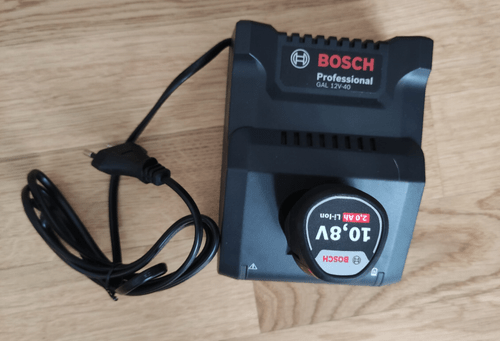 BOSCH
Professional
GAL 12V-40
BOSCH
10,8V
2,0 Ah Li-Ion